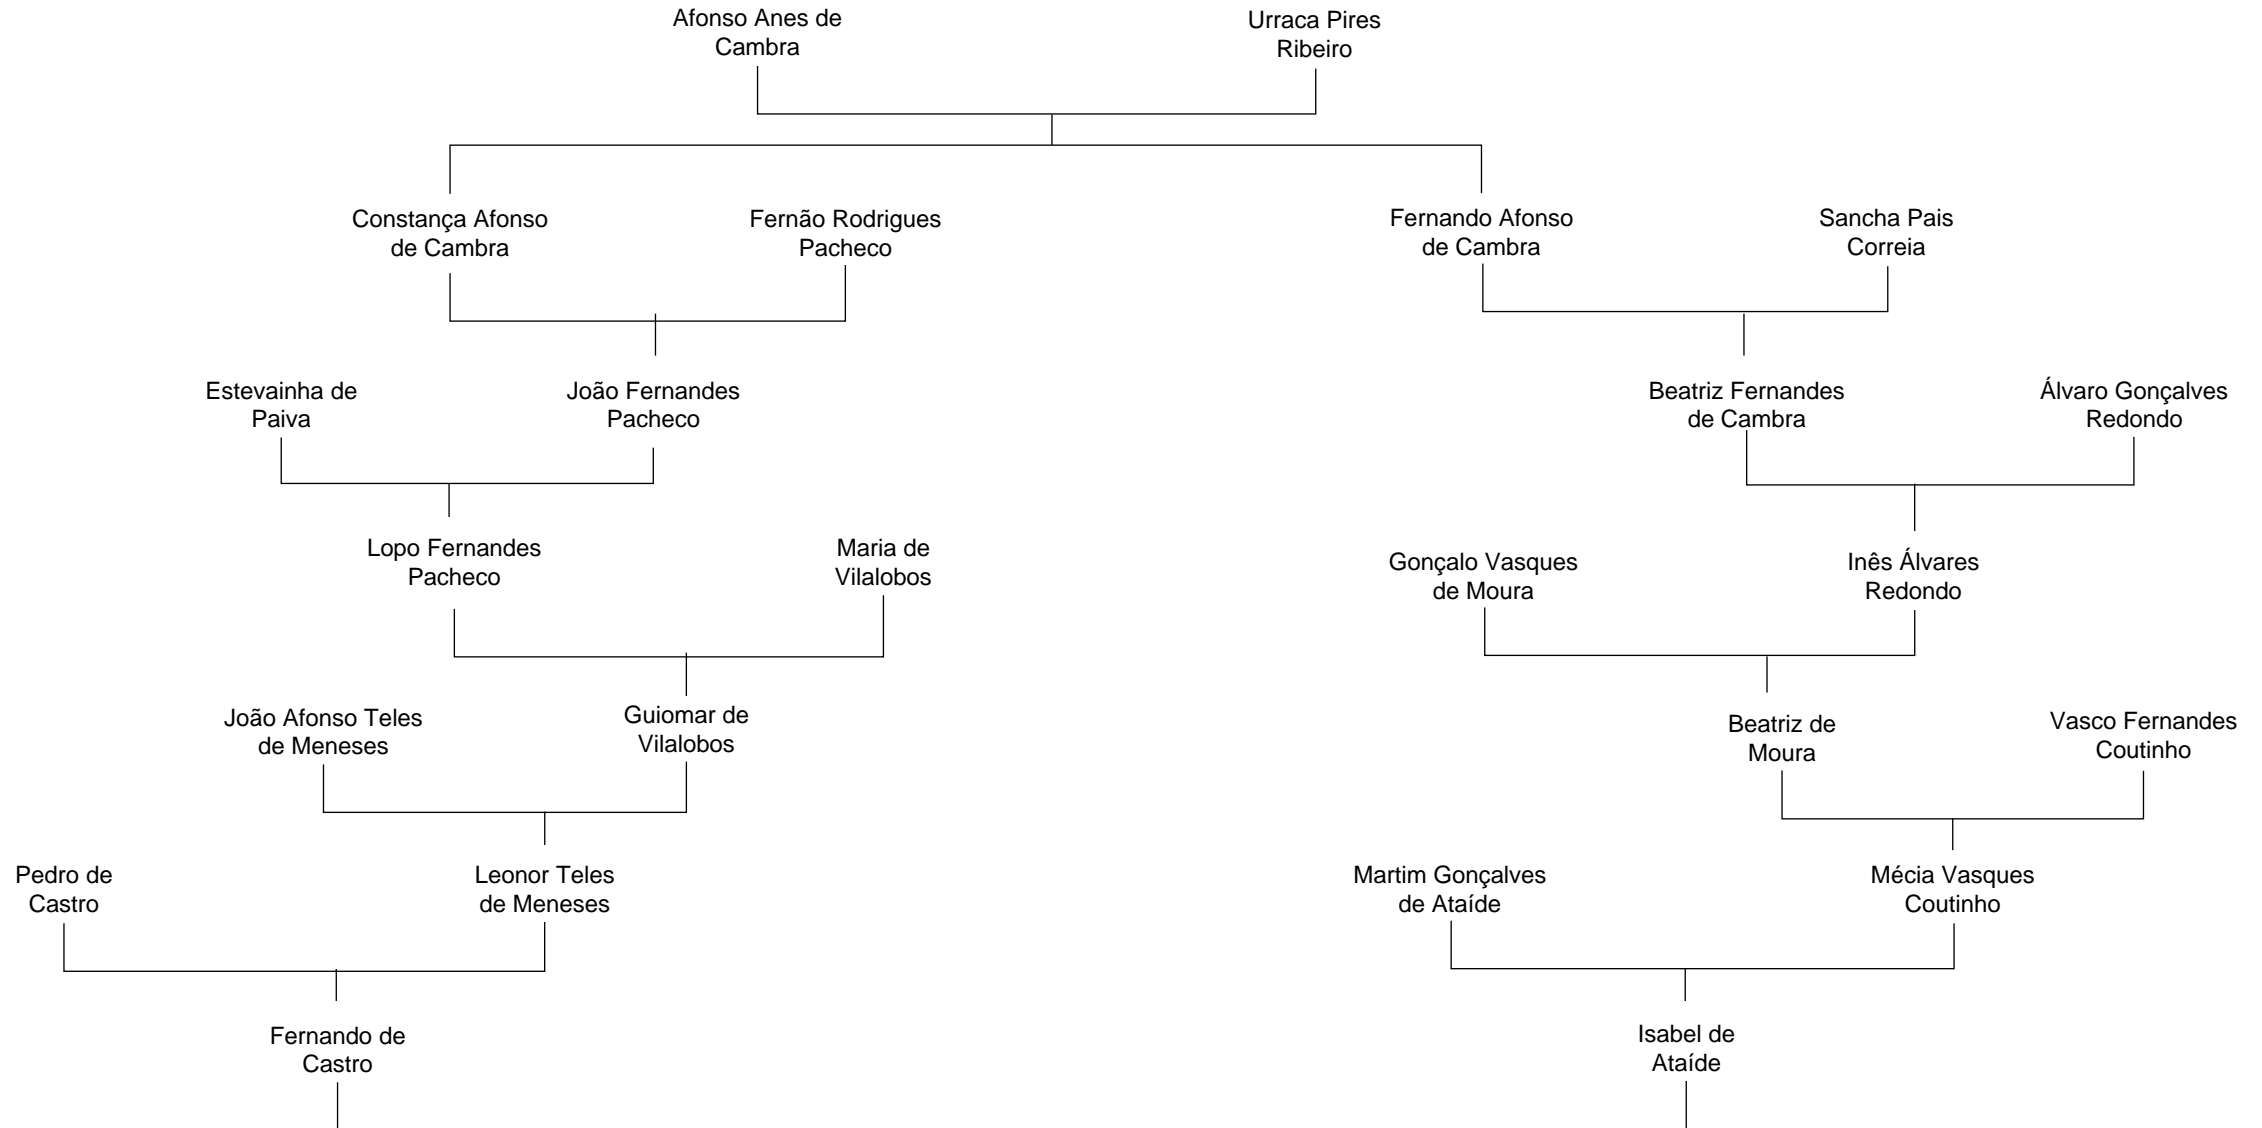 Afonso Anes de
Cambra
Urraca Pires
Ribeiro
Constança Afonso
de Cambra
Fernão Rodrigues
Pacheco
Fernando Afonso
de Cambra
Sancha Pais
Correia
Estevainha de
Paiva
João Fernandes
Pacheco
Beatriz Fernandes
de Cambra
Álvaro Gonçalves
Redondo
Lopo Fernandes
Pacheco
Maria de
Vilalobos
Gonçalo Vasques
de Moura
Inês Álvares
Redondo
João Afonso Teles
de Meneses
Guiomar de
Vilalobos
Beatriz de
Moura
Vasco Fernandes
Coutinho
Pedro de
Castro
Leonor Teles
de Meneses
Martim Gonçalves
de Ataíde
Mécia Vasques
Coutinho
Fernando de
Castro
Isabel de
Ataíde